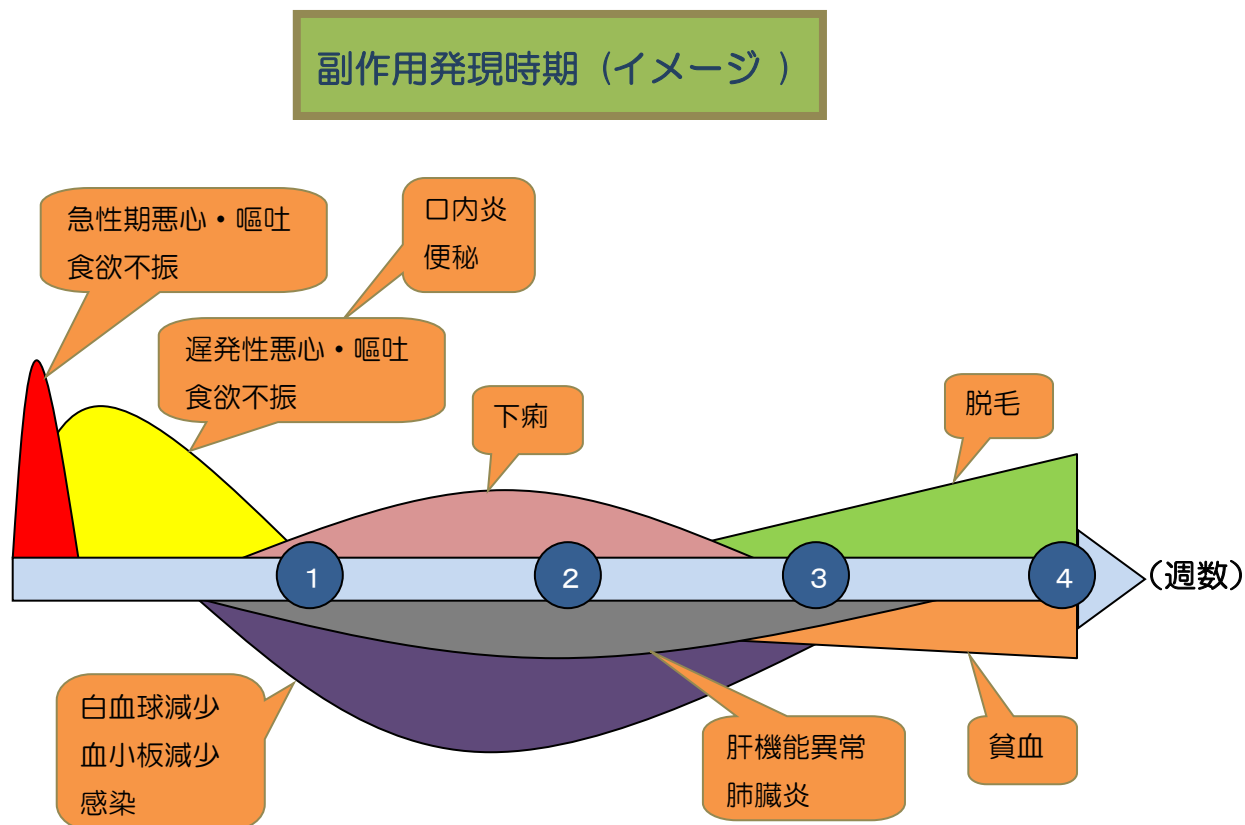 副作用発現時期（イメージ ）
急性期悪心・嘔吐
食欲不振
口内炎
便秘
遅発性悪心・嘔吐
食欲不振
下痢
脱毛
1
2
3
4
（週数）
白血球減少
血小板減少
感染
肝機能異常
肺臓炎
貧血